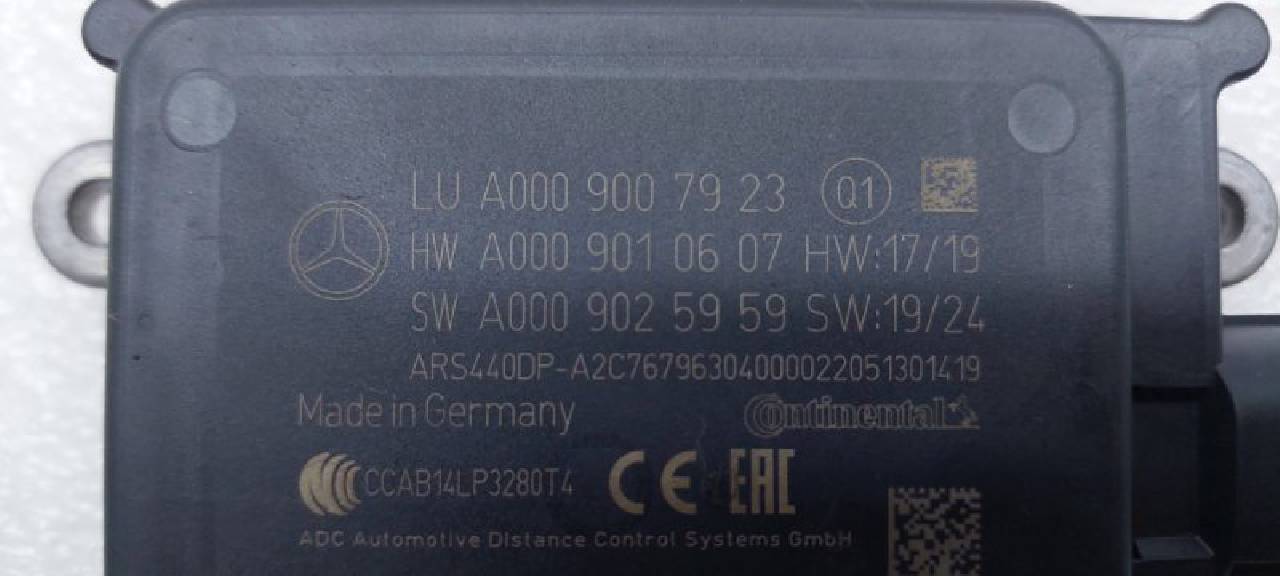 LU A000 900 79 23 Q1
HW A000 901 06 07 HW:17/19
SW A000 902 59 59 SW:19/24
ARS440DP-A2C76796304000022051301419
Made in Germany Continental
CCAB14LP3280T4 CE EAC
ADC Automotive Distance Control Systems GmbH